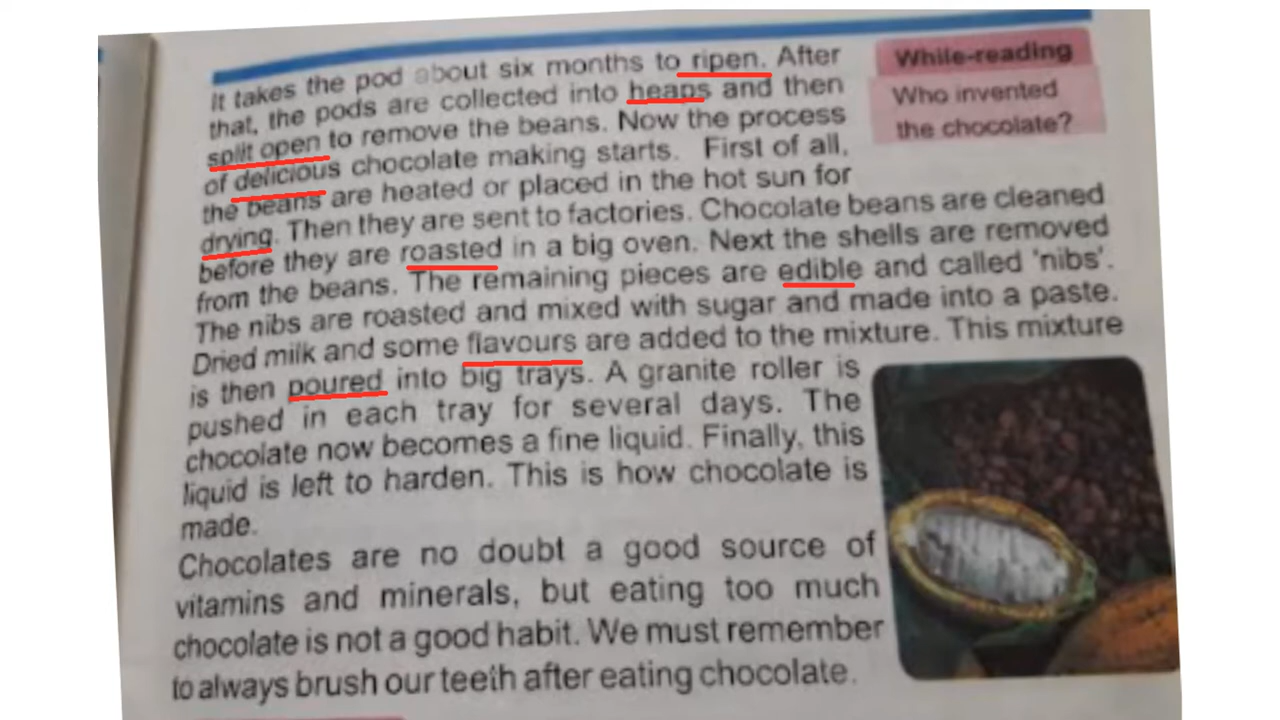 It takes the pod about six months to ripen. After
that, the pods are collected into heaps and then
split open to remove the beans. Now the process
of delicious chocolate making starts. First of all,
the beans are heated or placed in the hot sun for
drying. Then they are sent to factories. Chocolate beans are cleaned
before they are roasted in a big oven. Next the shells are removed
from the beans. The remaining pieces are edible and called 'nibs'.
The nibs are roasted and mixed with sugar and made into a paste.
Dried milk and some flavours are added to the mixture. This mixture
is then poured into big trays. A granite roller is
pushed in each tray for several days. The
chocolate now becomes a fine liquid. Finally, this
liquid is left to harden. This is how chocolate is
made.
Chocolates are no doubt a good source of
vitamins and minerals, but eating too much
chocolate is not a good habit. We must remember
to always brush our teeth after eating chocolate.
While-reading
Who invented
the chocolate?